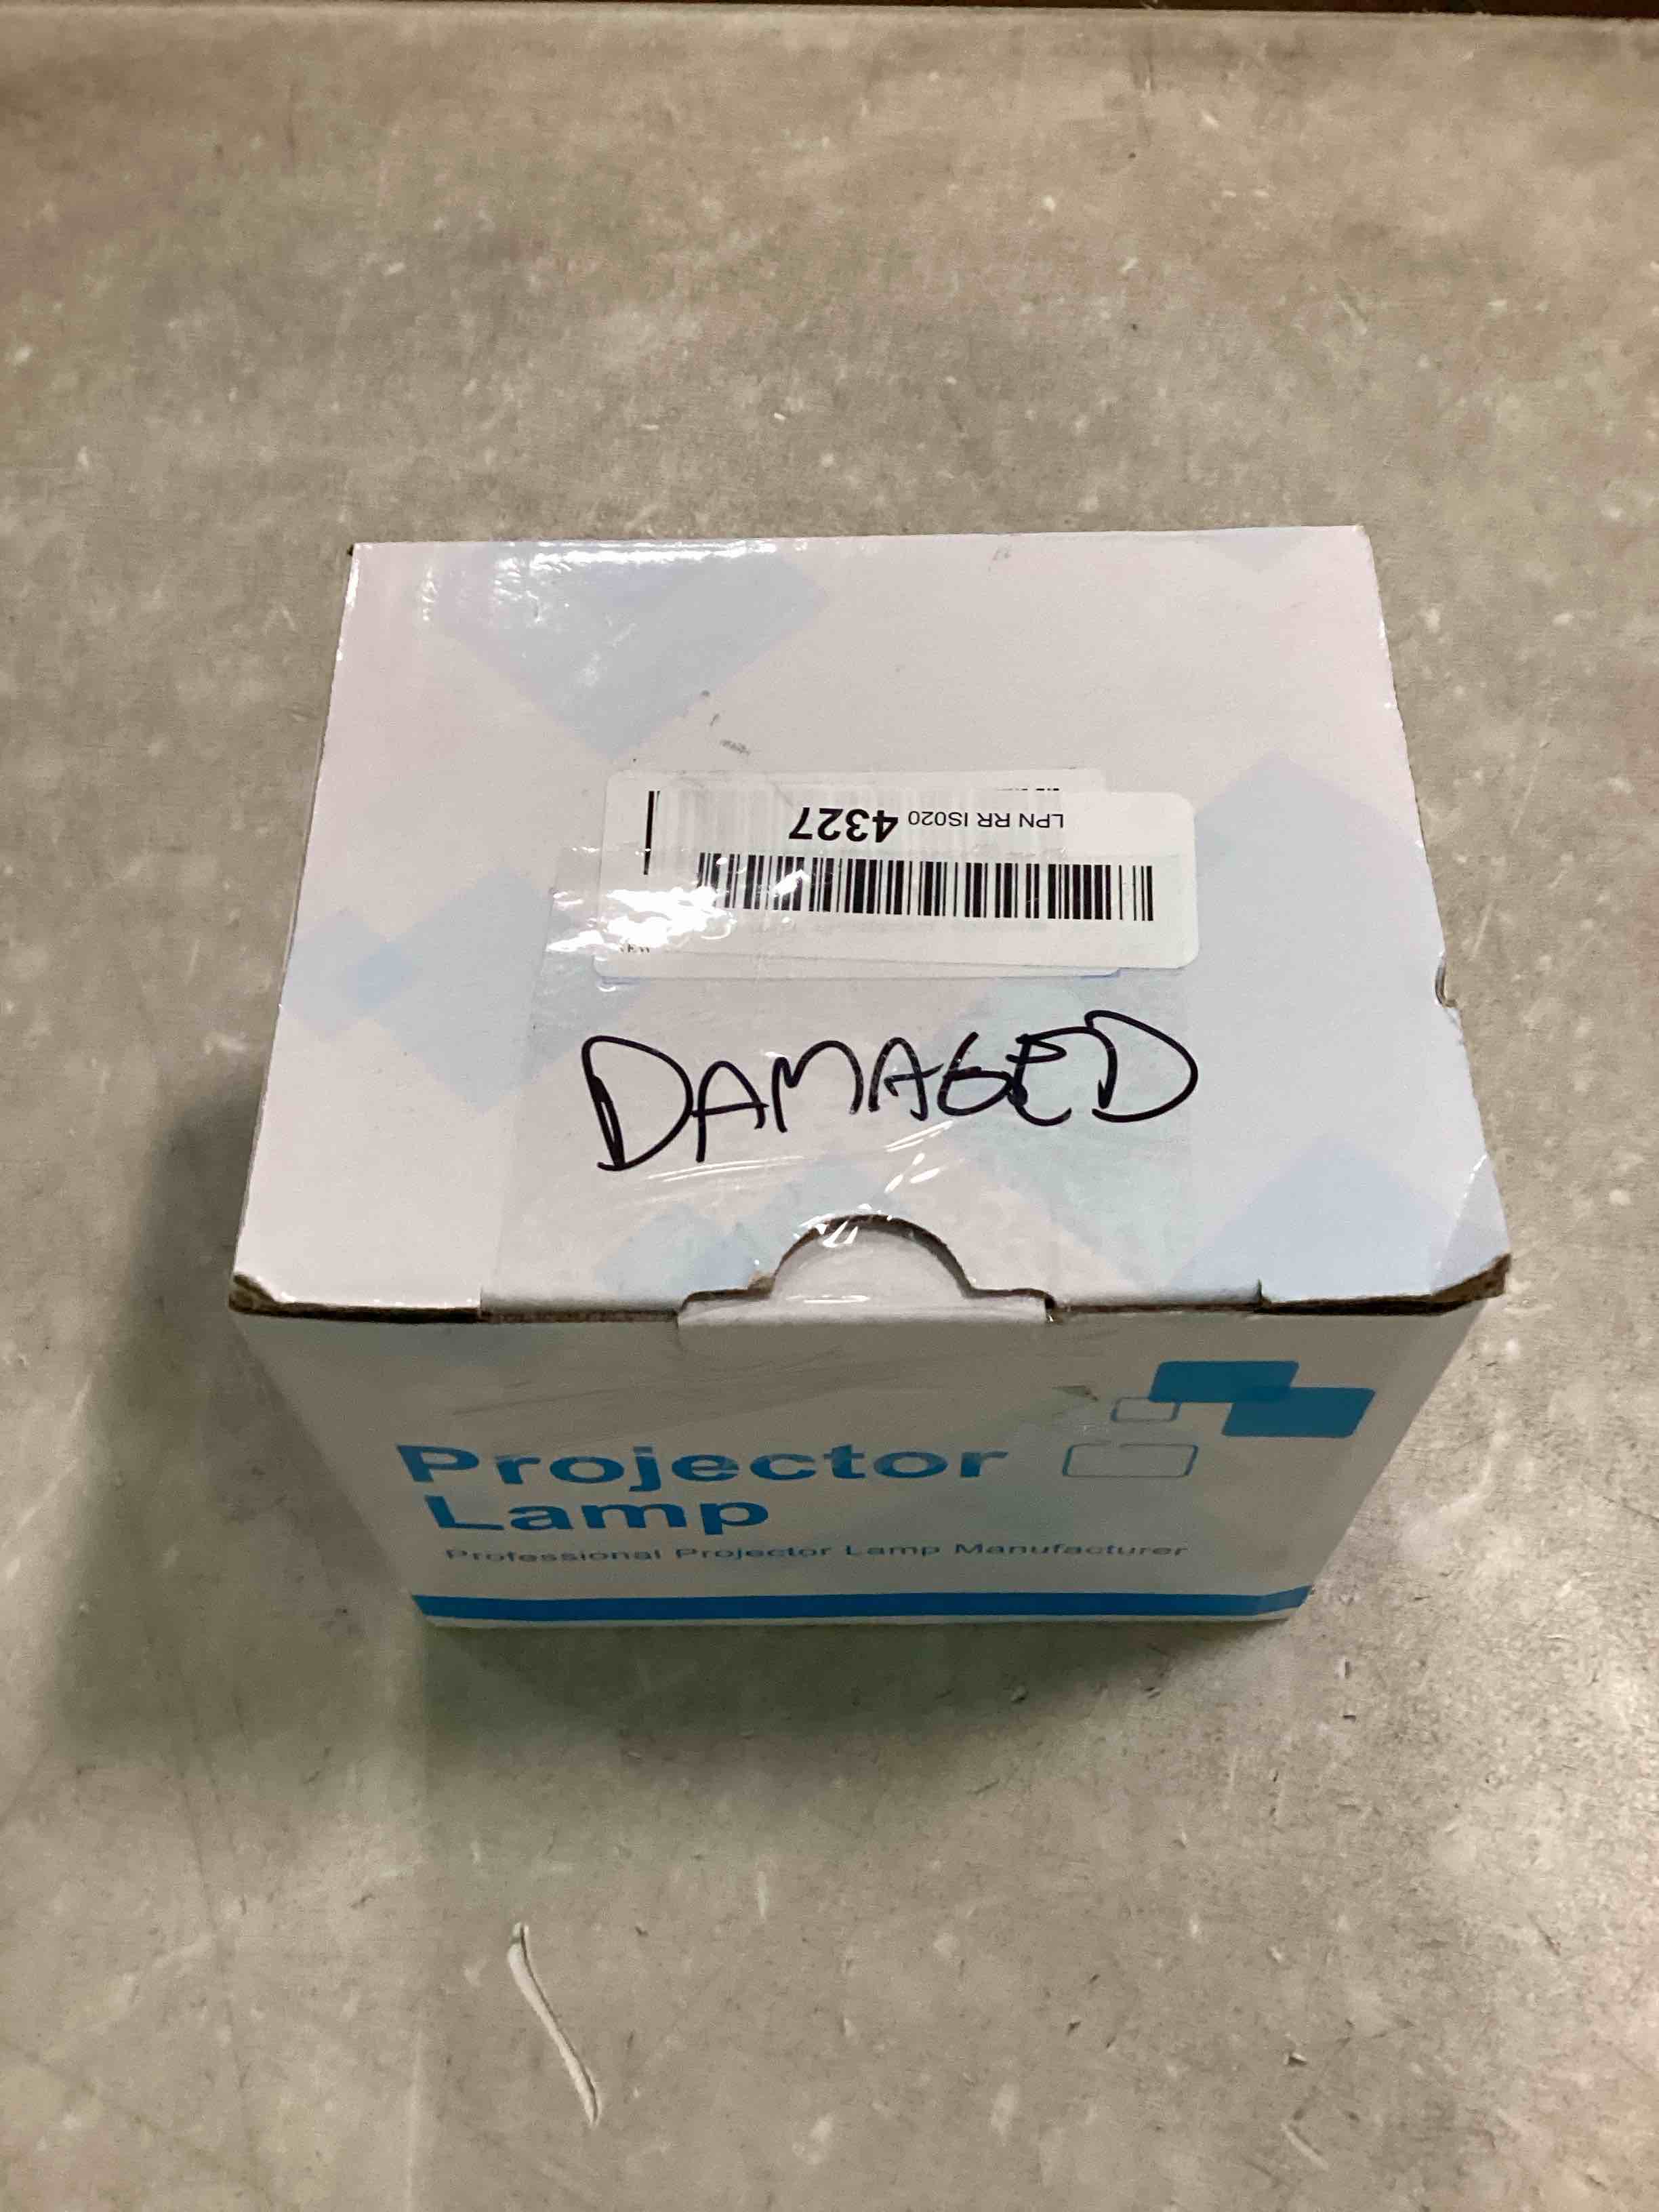 LPN RR IS020 4327
DAMAGED
Projector
Lamp
Professional Projector Lamp Manufacturer